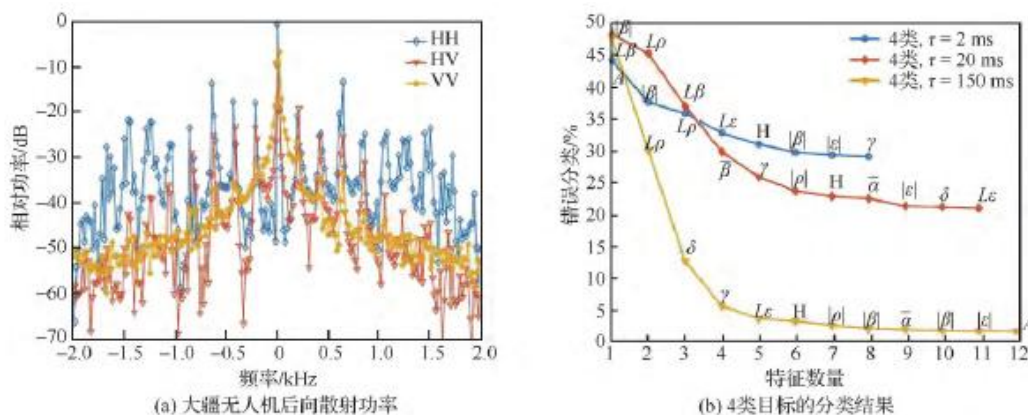 0
-10
-20
-30
-40
-50
-60
-70
相对功率/dB
HH
HV
VV
-2.0 -1.0 -0.5 0 0.5 1.0 1.5 2.0
频率/kHz
(a) 大疆无人机后向散射功率
50
45
40
35
30
25
20
15
10
5
0
错误分类/%
4类, τ = 2 ms
4类, τ = 20 ms
4类, τ = 150 ms
|β| Lρ
Lβ
A |β| Lβ
Lρ Lε H |β| |ε| γ
β̄ γ |ρ| H ᾱ |ε| δ Lε
Lρ
δ
γ Lε H |ρ| |β| ᾱ |β| |ε|
1 2 3 4 5 6 7 8 9 10 11 12
特征数量
(b) 4类目标的分类结果